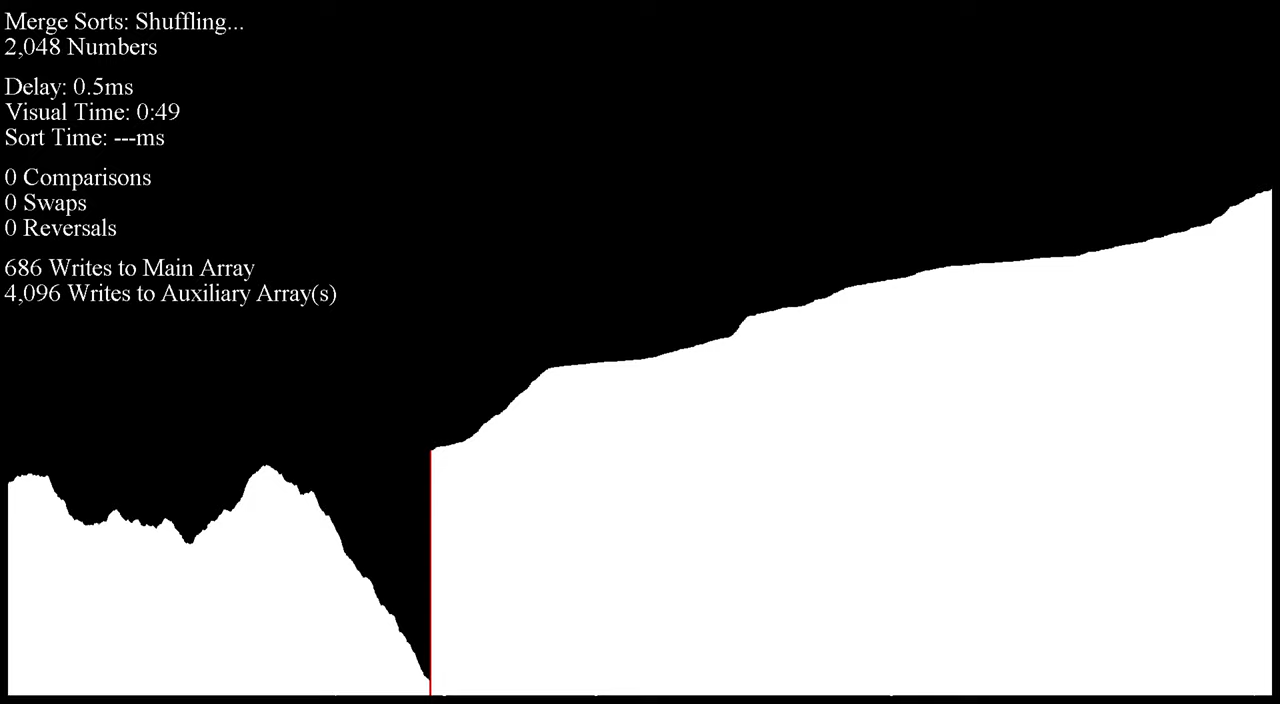 Merge Sorts: Shuffling...
2,048 Numbers
Delay: 0.5ms
Visual Time: 0:49
Sort Time: ---ms
0 Comparisons
0 Swaps
0 Reversals
686 Writes to Main Array
4,096 Writes to Auxiliary Array(s)